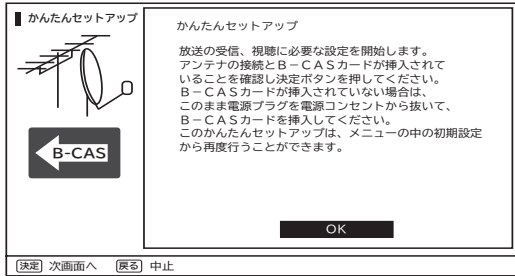 かんたんセットアップ
B-CAS
かんたんセットアップ
放送の受信、視聴に必要な設定を開始します。
アンテナの接続とB－CASカードが挿入されて
いることを確認し決定ボタンを押してください。
B－CASカードが挿入されていない場合は、
このまま電源プラグを電源コンセントから抜いて、
B－CASカードを挿入してください。
このかんたんセットアップは、メニューの中の初期設定
から再度行うことができます。
OK
決定 次画面へ 戻る 中止